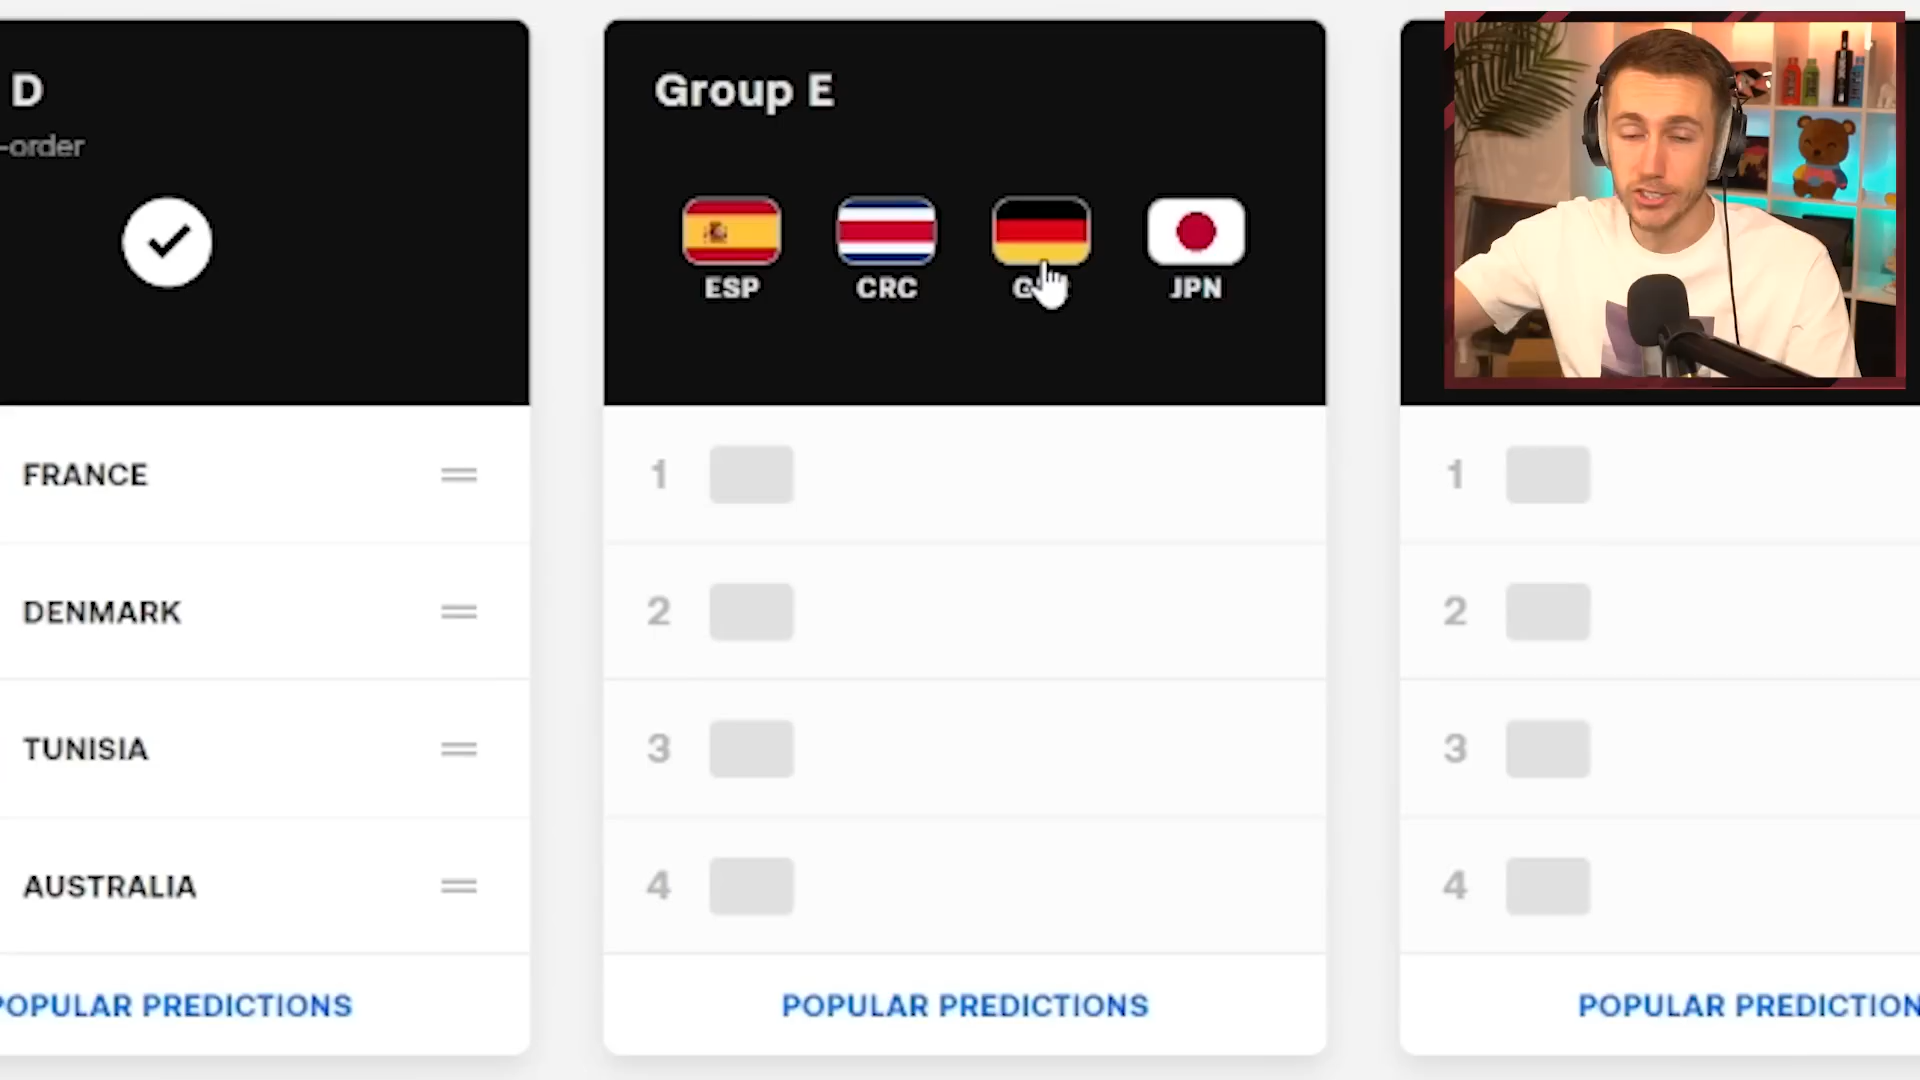 D
-order
FRANCE
DENMARK
TUNISIA
AUSTRALIA
POPULAR PREDICTIONS
Group E
ESP
CRC
JPN
1
2
3
4
POPULAR PREDICTIONS
1
2
3
4
POPULAR PREDICTION